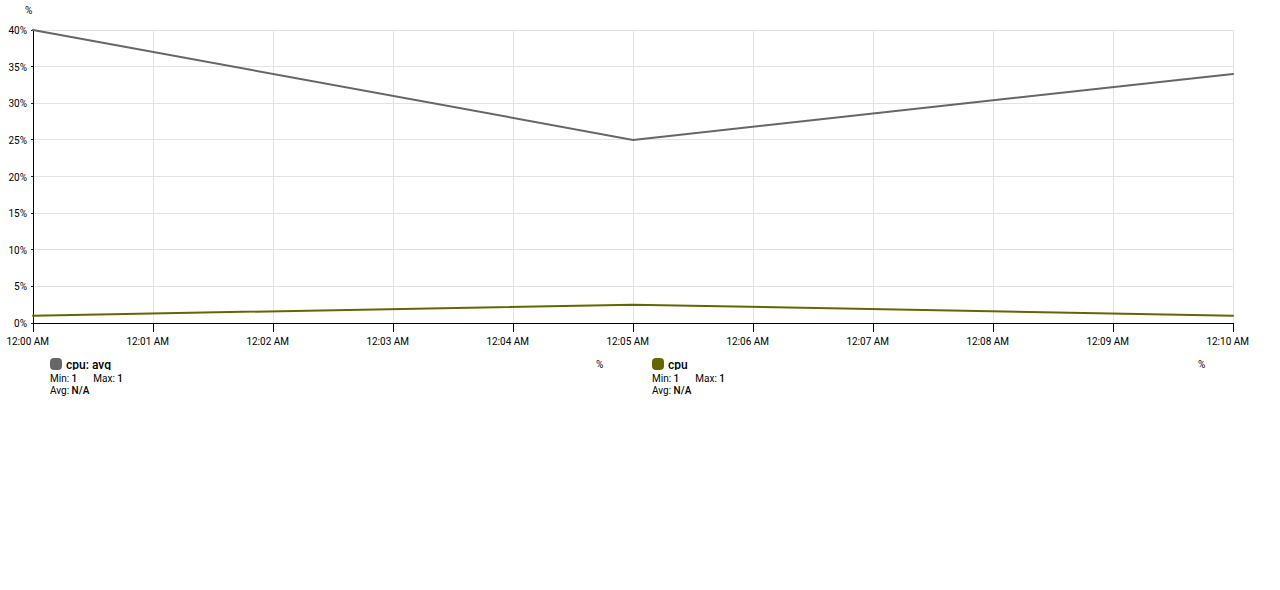 %
40%
35%
30%
25%
20%
15%
10%
5%
0%
12:00 AM 12:01 AM 12:02 AM 12:03 AM 12:04 AM 12:05 AM 12:06 AM 12:07 AM 12:08 AM 12:09 AM 12:10 AM
cpu: avg %
Min: 1 Max: 1
Avg: N/A
cpu %
Min: 1 Max: 1
Avg: N/A